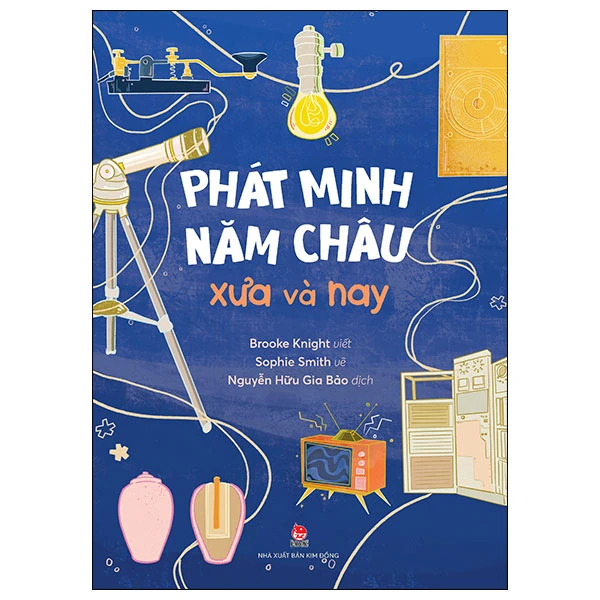 PHÁT MINH
NĂM CHÂU
xưa và nay
Brooke Knight viết
Sophie Smith vẽ
Nguyễn Hữu Gia Bảo dịch
NHÀ XUẤT BẢN KIM ĐỒNG